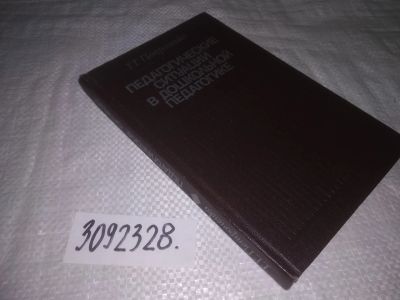 ПЕДАГОГИЧЕСКИЕ
СИТУАЦИИ
В ДОШКОЛЬНОЙ
ПЕДАГОГИКЕ
3092328.